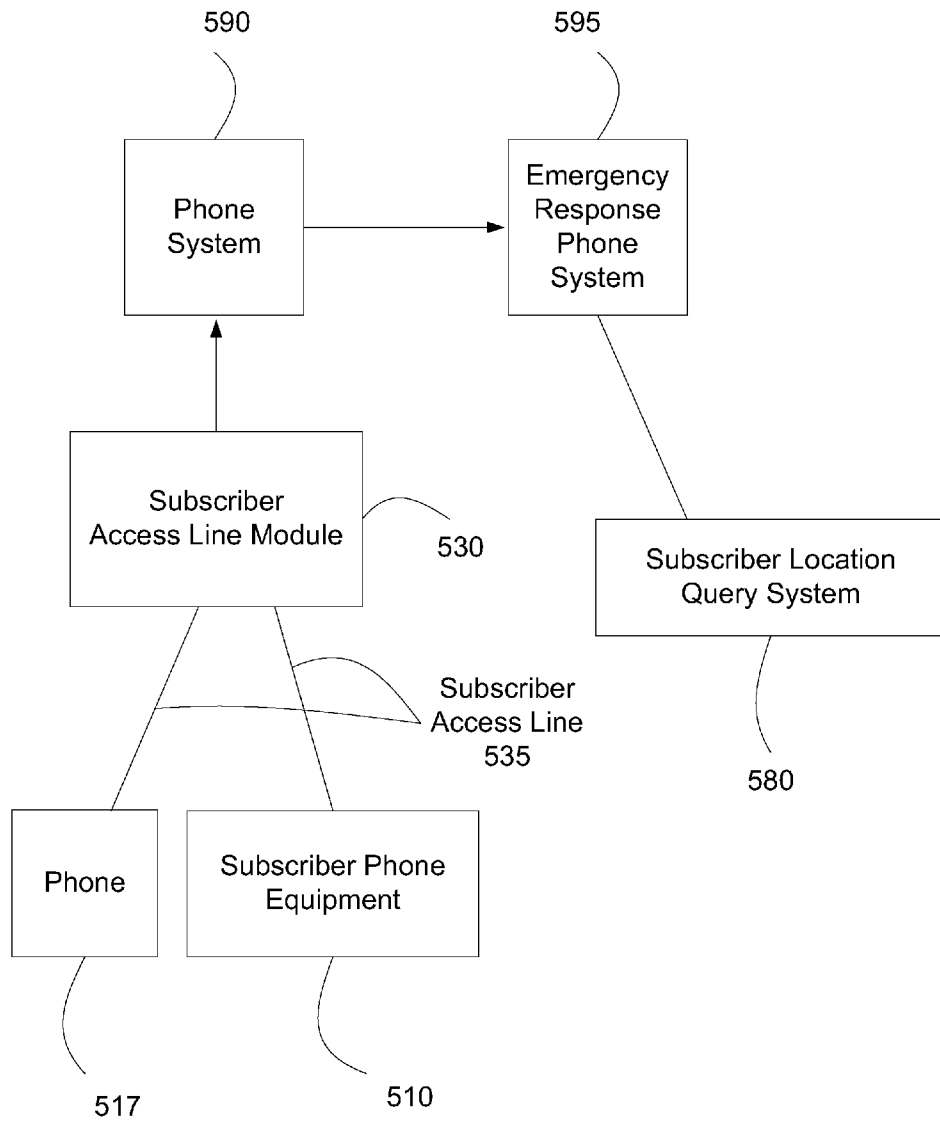 590
595
Phone
System
Emergency
Response
Phone
System
Subscriber
Access Line Module
530
Subscriber Location
Query System
580
Subscriber
Access Line
535
Phone
Subscriber Phone
Equipment
517
510